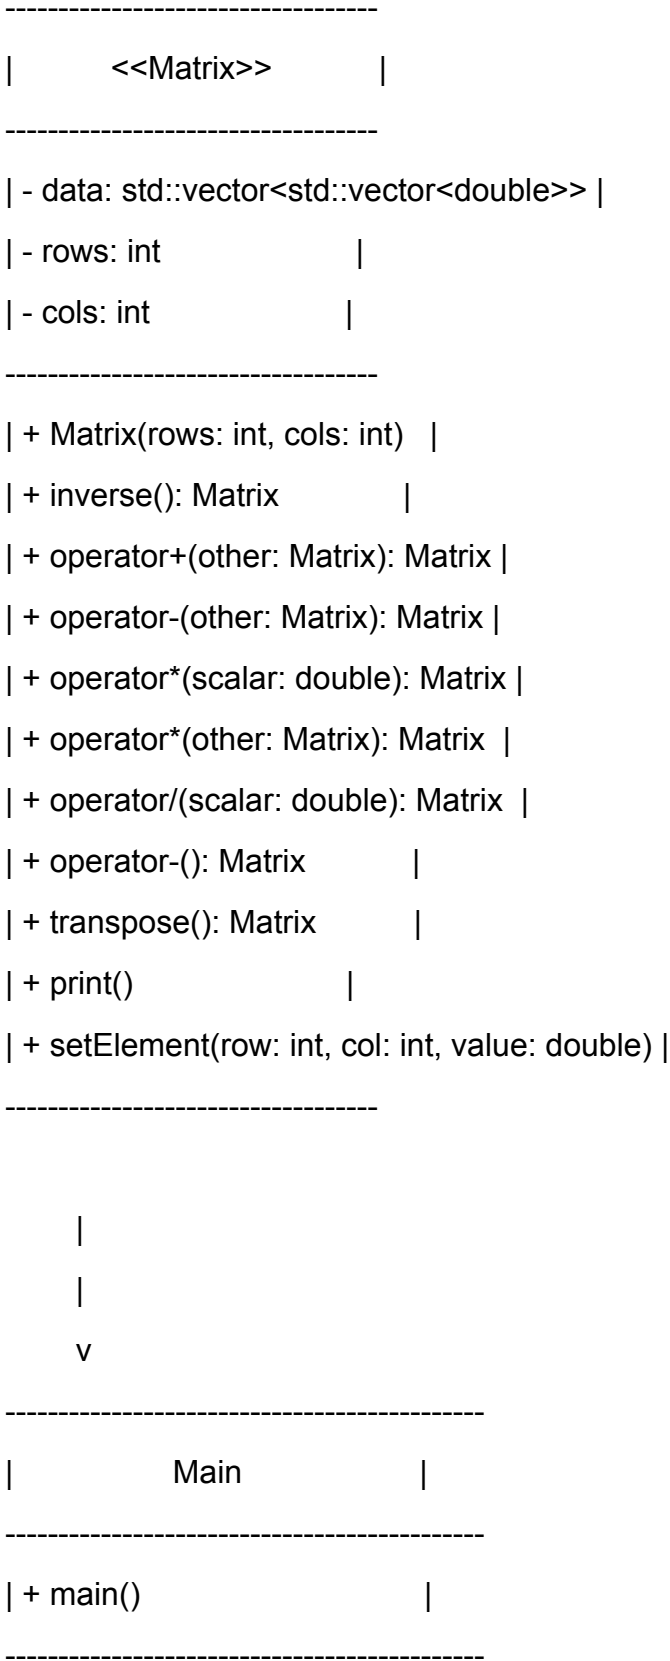 -----------------------------------
| <<Matrix>> |
-----------------------------------
| - data: std::vector<std::vector<double>> |
| - rows: int |
| - cols: int |
-----------------------------------
| + Matrix(rows: int, cols: int) |
| + inverse(): Matrix |
| + operator+(other: Matrix): Matrix |
| + operator-(other: Matrix): Matrix |
| + operator*(scalar: double): Matrix |
| + operator*(other: Matrix): Matrix |
| + operator/(scalar: double): Matrix |
| + operator-(): Matrix |
| + transpose(): Matrix |
| + print() |
| + setElement(row: int, col: int, value: double) |
-----------------------------------
|
|
v
---------------------------------------------
| Main |
---------------------------------------------
| + main() |
---------------------------------------------